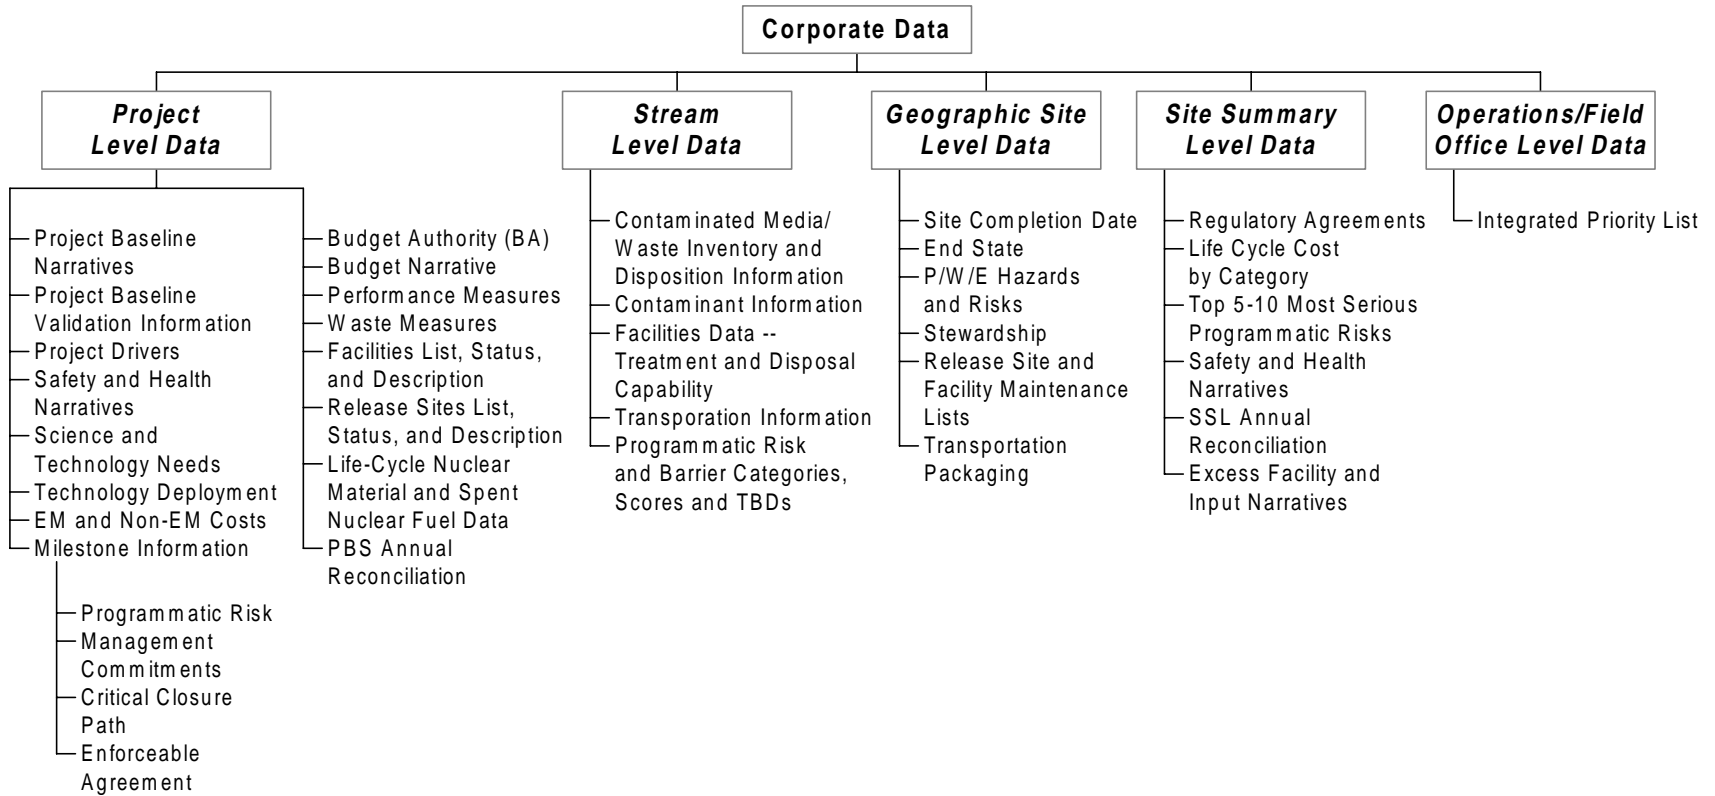 Corporate Data
Project
Level Data
Project Baseline
Narratives
Project Baseline
Validation Information
Project Drivers
Safety and Health
Narratives
Science and
Technology Needs
Technology Deployment
EM and Non-EM Costs
Milestone Information
Programmatic Risk
Management
Commitments
Critical Closure
Path
Enforceable
Agreement
Budget Authority (BA)
Budget Narrative
Performance Measures
Waste Measures
Facilities List, Status,
and Description
Release Sites List,
Status, and Description
Life-Cycle Nuclear
Material and Spent
Nuclear Fuel Data
PBS Annual
Reconciliation
Stream
Level Data
Contaminated Media/
Waste Inventory and
Disposition Information
Contaminant Information
Facilities Data --
Treatment and Disposal
Capability
Transporation Information
Programmatic Risk
and Barrier Categories,
Scores and TBDs
Geographic Site
Level Data
Site Completion Date
End State
P/W/E Hazards
and Risks
Stewardship
Release Site and
Facility Maintenance
Lists
Transportation
Packaging
Site Summary
Level Data
Regulatory Agreements
Life Cycle Cost
by Category
Top 5-10 Most Serious
Programmatic Risks
Safety and Health
Narratives
SSL Annual
Reconciliation
Excess Facility and
Input Narratives
Operations/Field
Office Level Data
Integrated Priority List